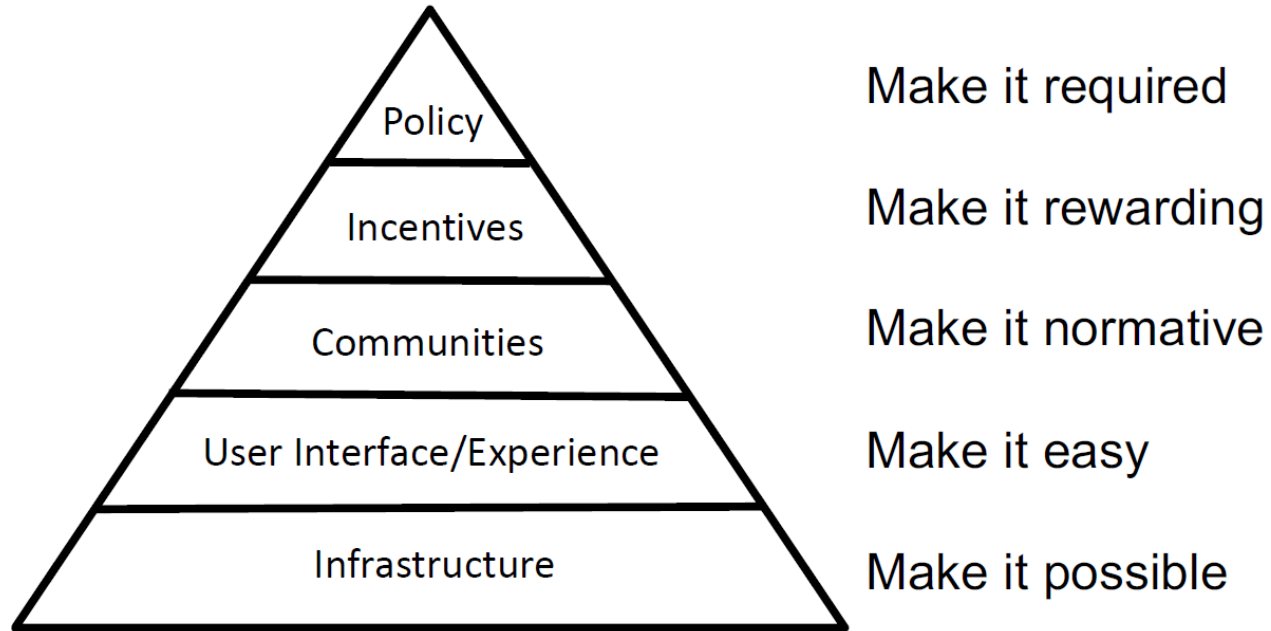 Policy
Make it required
Incentives
Make it rewarding
Communities
Make it normative
User Interface/Experience
Make it easy
Infrastructure
Make it possible